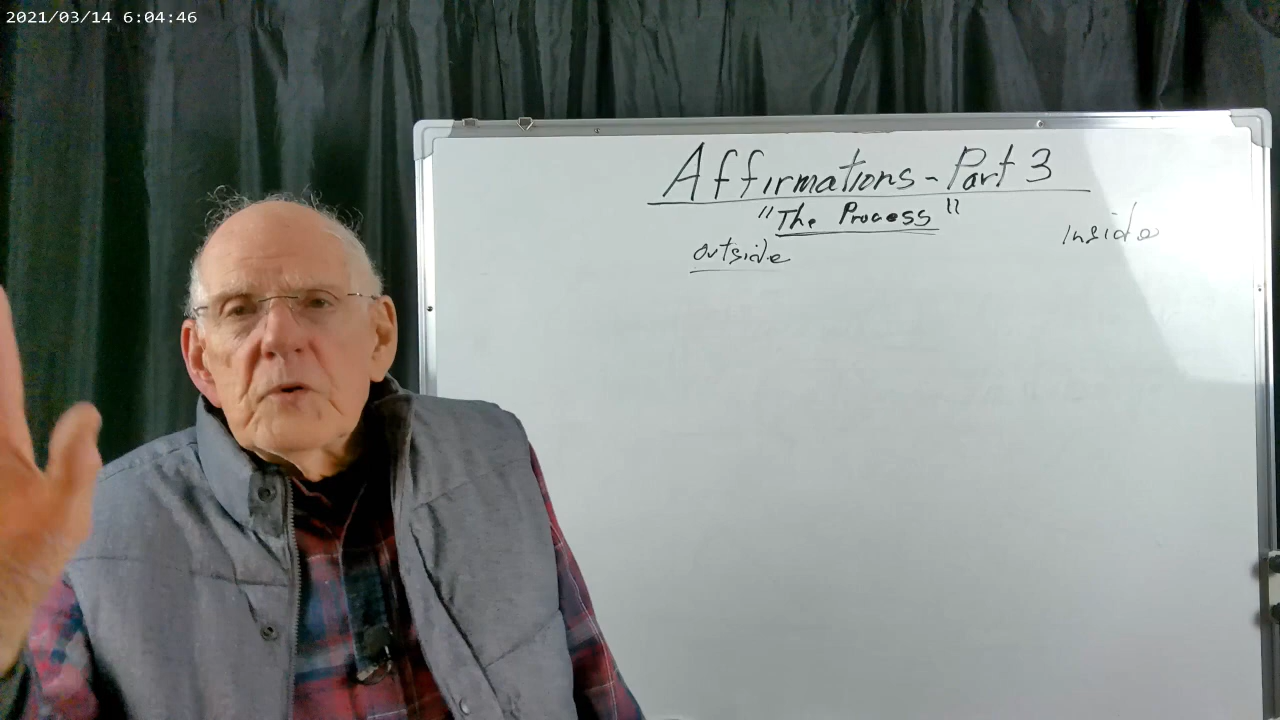 2021/03/14 6:04:46
Affirmations - Part 3
"The Process"
outside
Inside